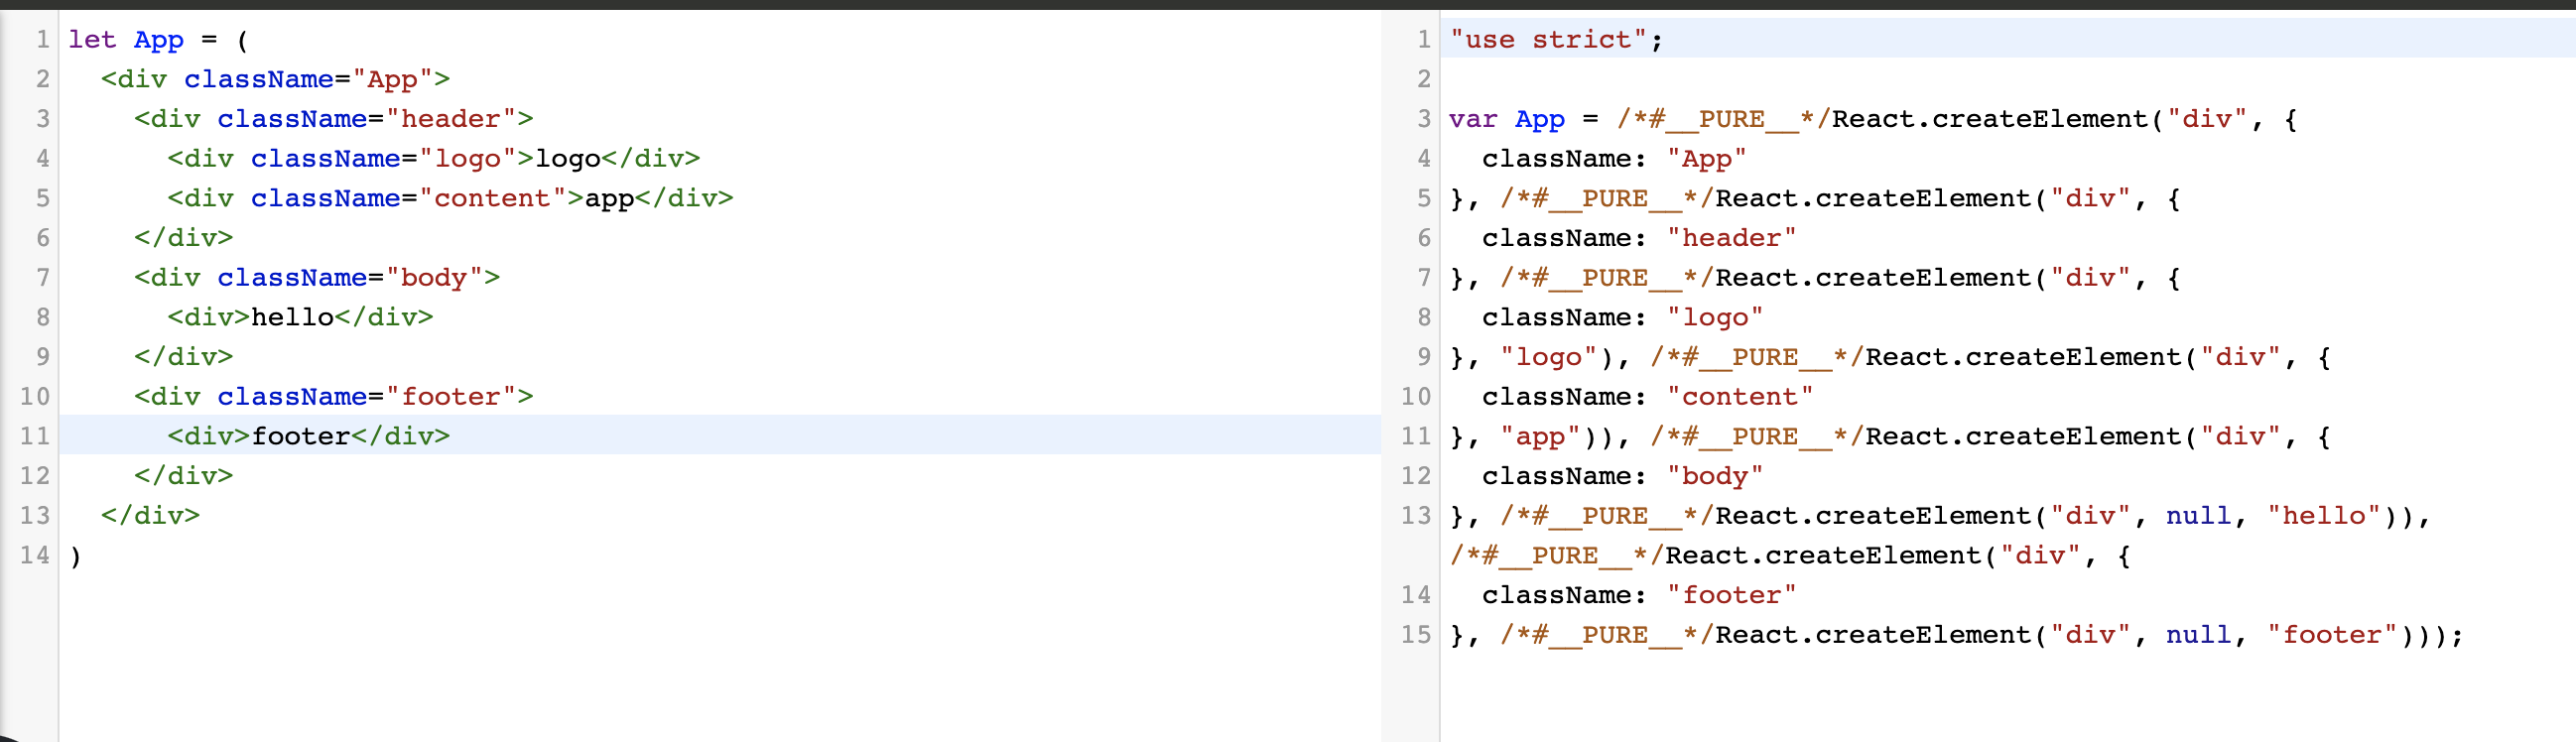 1 let App = (
2   <div className="App">
3     <div className="header">
4       <div className="logo">logo</div>
5       <div className="content">app</div>
6     </div>
7     <div className="body">
8       <div>hello</div>
9     </div>
10     <div className="footer">
11       <div>footer</div>
12     </div>
13   </div>
14 )
1 "use strict";
2
3 var App = /*#__PURE__*/React.createElement("div", {
4   className: "App"
5 }, /*#__PURE__*/React.createElement("div", {
6   className: "header"
7 }, /*#__PURE__*/React.createElement("div", {
8   className: "logo"
9 }, "logo"), /*#__PURE__*/React.createElement("div", {
10   className: "content"
11 }, "app")), /*#__PURE__*/React.createElement("div", {
12   className: "body"
13 }, /*#__PURE__*/React.createElement("div", null, "hello")),
/*#__PURE__*/React.createElement("div", {
14   className: "footer"
15 }, /*#__PURE__*/React.createElement("div", null, "footer")));